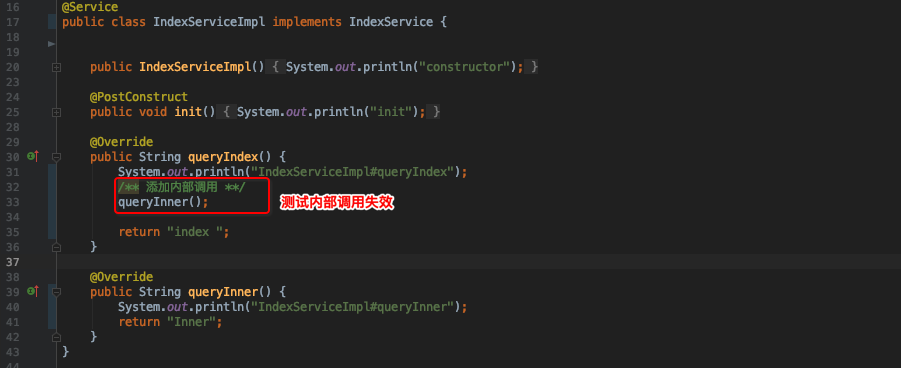 16 @Service
17 public class IndexServiceImpl implements IndexService {
18
19
20 public IndexServiceImpl() { System.out.println("constructor"); }
23
24 @PostConstruct
25 public void init() { System.out.println("init"); }
28
29 @Override
30 public String queryIndex() {
31 System.out.println("IndexServiceImpl#queryIndex");
32 /** 添加内部调用 **/
33 queryInner(); 测试内部调用失效
34
35 return "index ";
36 }
37
38 @Override
39 public String queryInner() {
40 System.out.println("IndexServiceImpl#queryInner");
41 return "Inner";
42 }
43 }
44